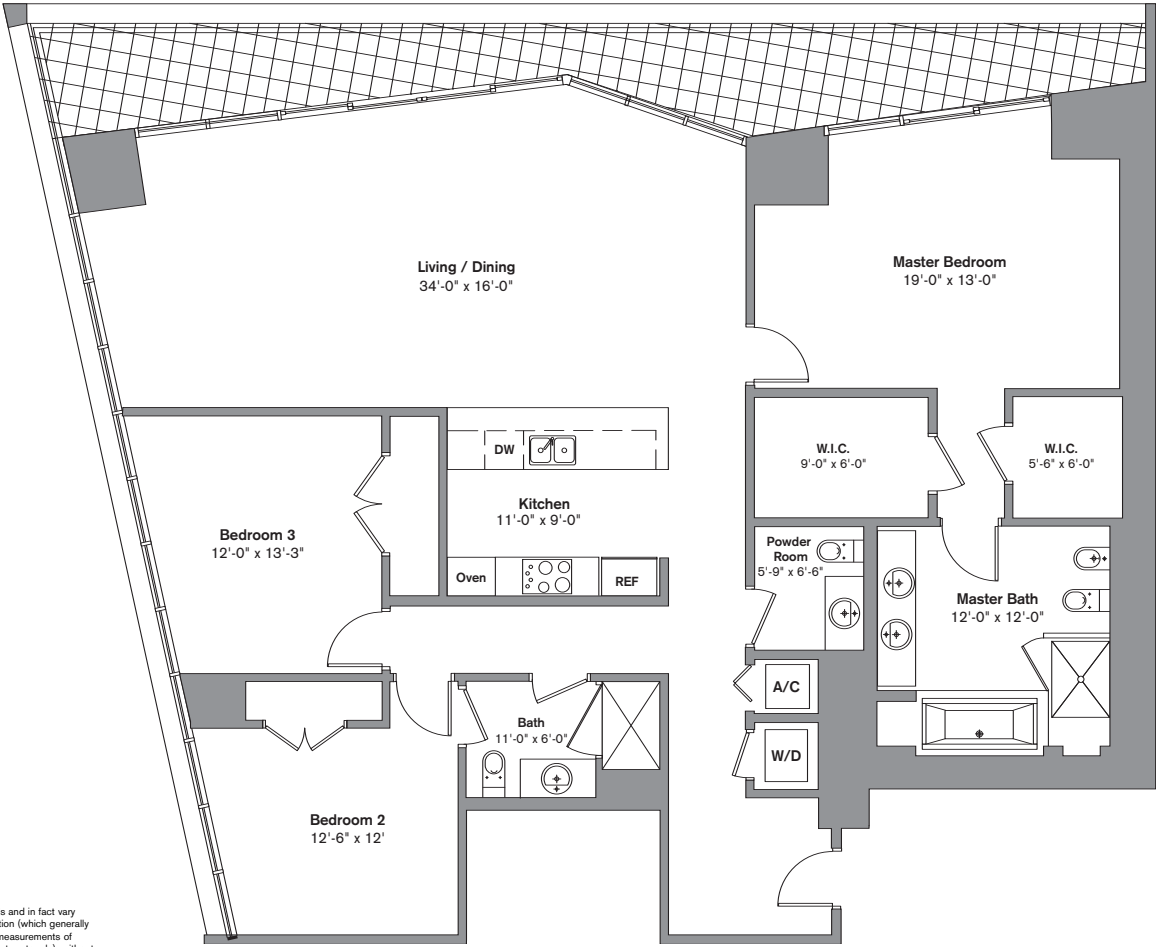 Living / Dining
34'-0" x 16'-0"
Master Bedroom
19'-0" x 13'-0"
W.I.C.
9'-0" x 6'-0"
W.I.C.
5'-6" x 6'-0"
DW
Kitchen
11'-0" x 9'-0"
Oven
REF
Bedroom 3
12'-0" x 13'-3"
Powder
Room
5'-9" x 6'-6"
Master Bath
12'-0" x 12'-0"
A/C
Bath
11'-0" x 6'-0"
W/D
Bedroom 2
12'-6" x 12'
s and in fact vary
tion (which generally
measurements of